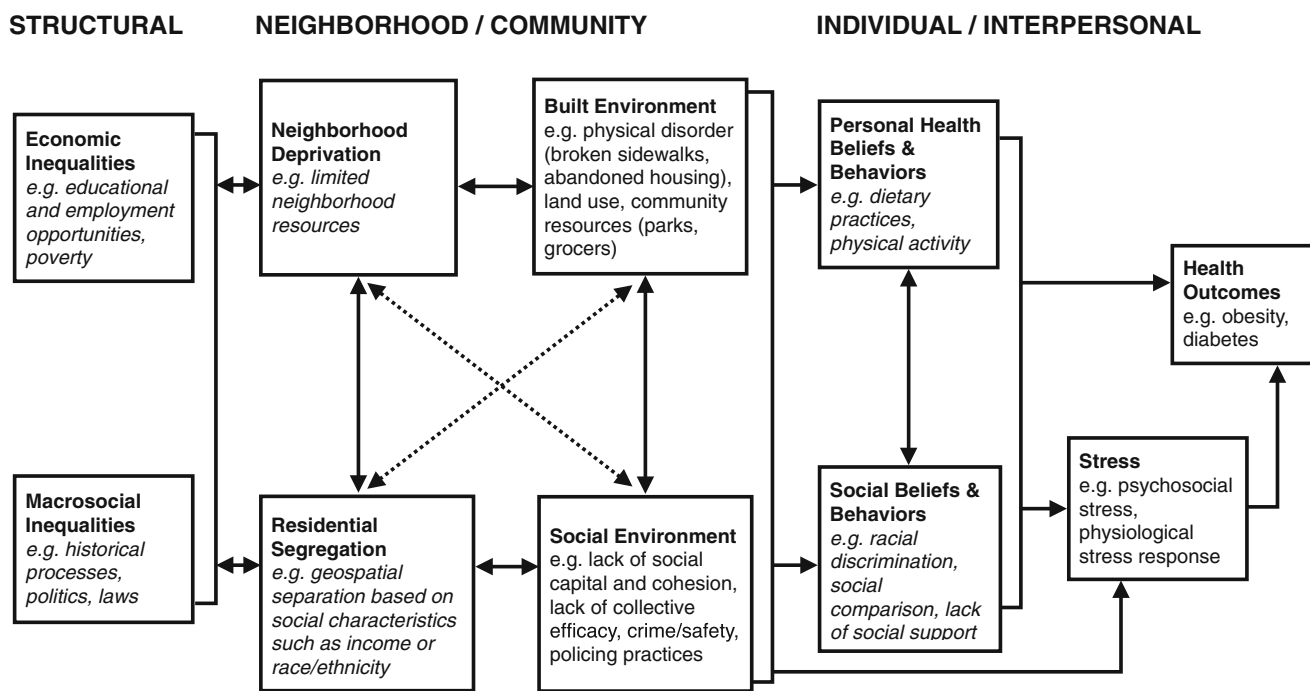 STRUCTURAL
NEIGHBORHOOD / COMMUNITY
INDIVIDUAL / INTERPERSONAL
Economic
Inequalities
e.g. educational
and employment
opportunities,
poverty
Macrosocial
Inequalities
e.g. historical
processes,
politics, laws
Neighborhood
Deprivation
e.g. limited
neighborhood
resources
Residential
Segregation
e.g. geospatial
separation based on
social characteristics
such as income or
race/ethnicity
Built Environment
e.g. physical disorder
(broken sidewalks,
abandoned housing),
land use, community
resources (parks,
grocers)
Social Environment
e.g. lack of social
capital and cohesion,
lack of collective
efficacy, crime/safety,
policing practices
Personal Health
Beliefs &
Behaviors
e.g. dietary
practices,
physical activity
Social Beliefs &
Behaviors
e.g. racial
discrimination,
social
comparison, lack
of social support
Stress
e.g. psychosocial
stress,
physiological
stress response
Health
Outcomes
e.g. obesity,
diabetes